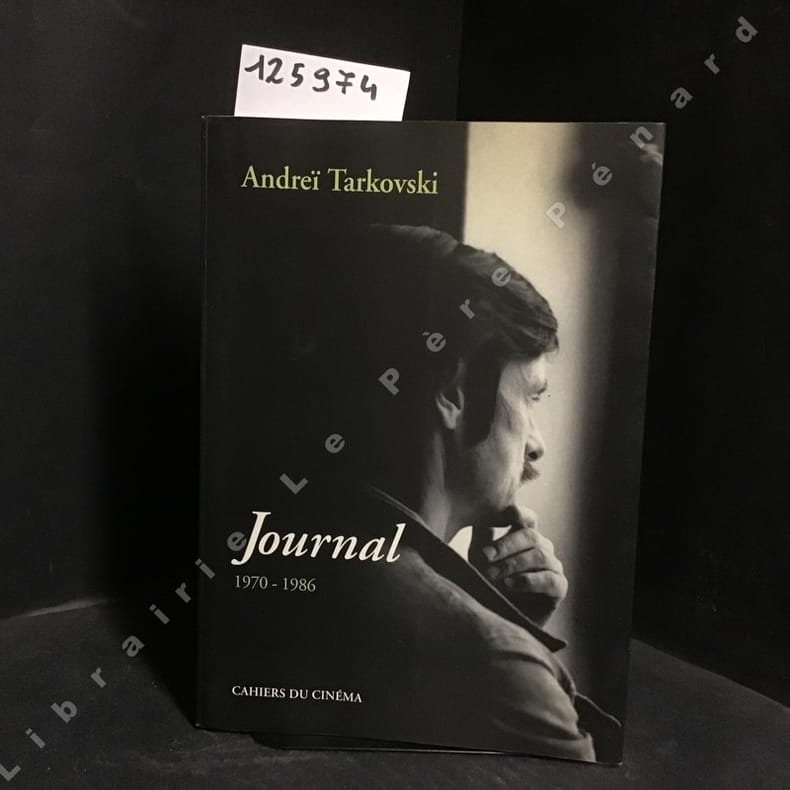 125974
Andreï Tarkovski
Journal
1970 - 1986
CAHIERS DU CINÉMA
Librairie Le Père Pénard